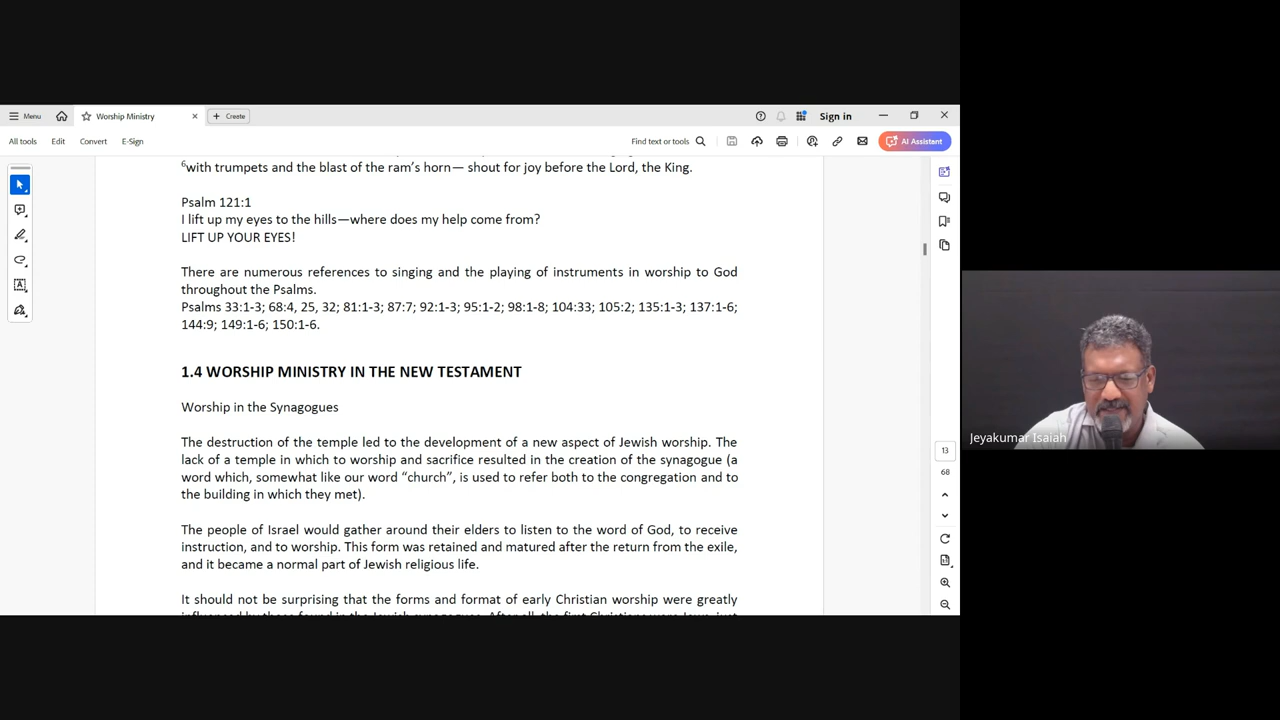 Menu
Worship Ministry
Create
Sign in
All tools
Edit
Convert
E-Sign
Find text or tools
AI Assistant
6with trumpets and the blast of the ram’s horn— shout for joy before the Lord, the King.
Psalm 121:1
I lift up my eyes to the hills—where does my help come from?
LIFT UP YOUR EYES!
There are numerous references to singing and the playing of instruments in worship to God
throughout the Psalms.
Psalms 33:1-3; 68:4, 25, 32; 81:1-3; 87:7; 92:1-3; 95:1-2; 98:1-8; 104:33; 105:2; 135:1-3; 137:1-6;
144:9; 149:1-6; 150:1-6.
1.4 WORSHIP MINISTRY IN THE NEW TESTAMENT
Worship in the Synagogues
The destruction of the temple led to the development of a new aspect of Jewish worship. The
lack of a temple in which to worship and sacrifice resulted in the creation of the synagogue (a
word which, somewhat like our word “church”, is used to refer both to the congregation and to
the building in which they met).
The people of Israel would gather around their elders to listen to the word of God, to receive
instruction, and to worship. This form was retained and matured after the return from the exile,
and it became a normal part of Jewish religious life.
It should not be surprising that the forms and format of early Christian worship were greatly
13
68
Jeyakumar Isaiah